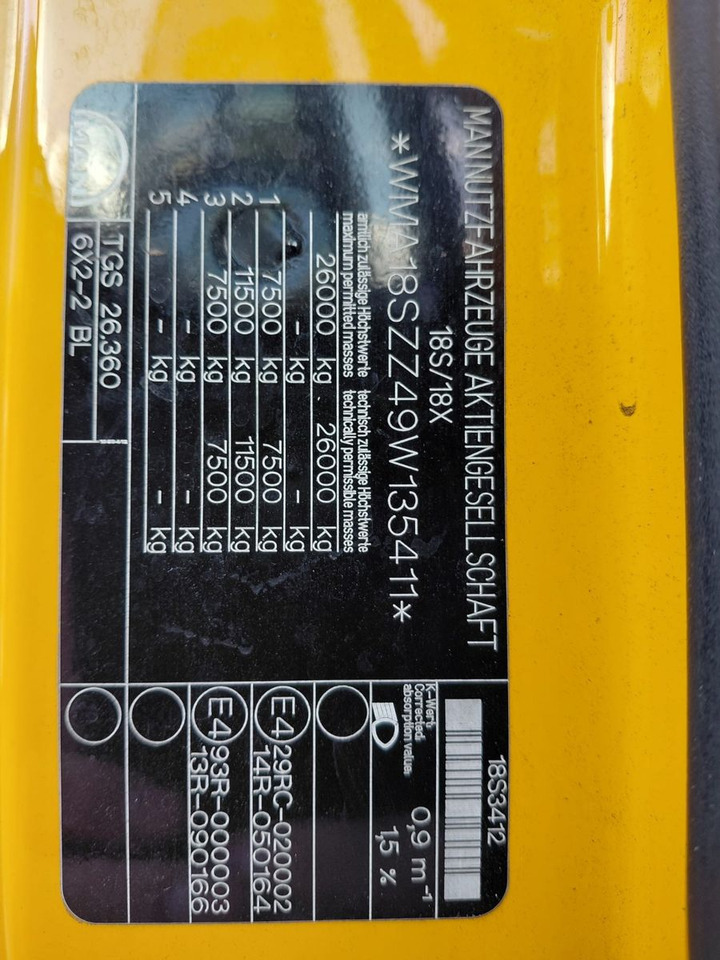 MAN NUTZFAHRZEUGE AKTIENGESELLSCHAFT
*WMA18SZZ49W135411*
18S/18X
amtlich zulässige Höchstwerte
maximum permitted masses
technisch zulässige Höchstwerte
technically permissible masses
26000 kg 26000 kg
- kg - kg
1 7500 kg 7500 kg
2 11500 kg 11500 kg
3 7500 kg 7500 kg
4 - kg - kg
5 - kg - kg
MAN
TGS 26.360
6X2-2 BL
18S3412
K-Wert:
Corrected
absorption value:
0,9 m-1
1,5 %
E4 29RC-020002
14R-050164
E4 93R-000003
13R-090166